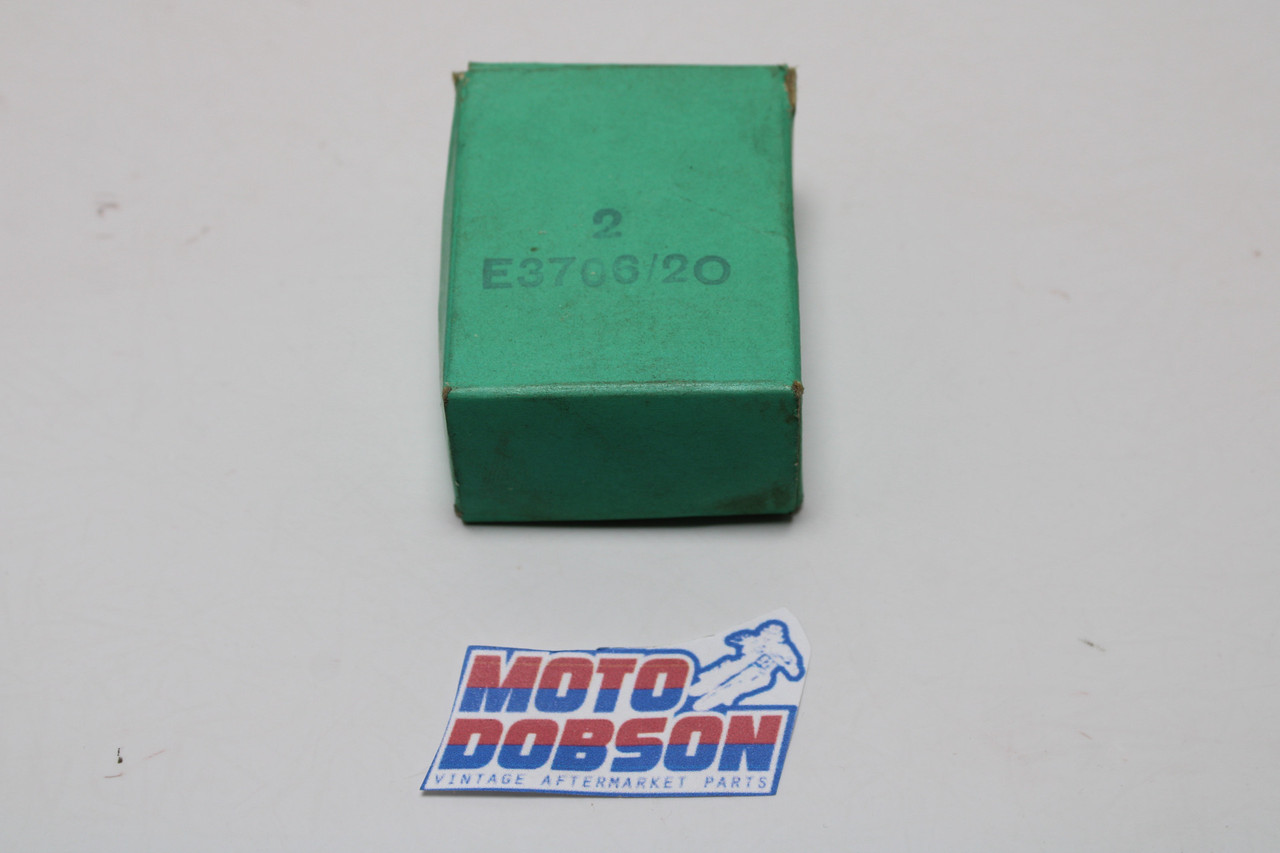 2
E3706/20
MOTO
DOBSON
VINTAGE AFTERMARKET PARTS